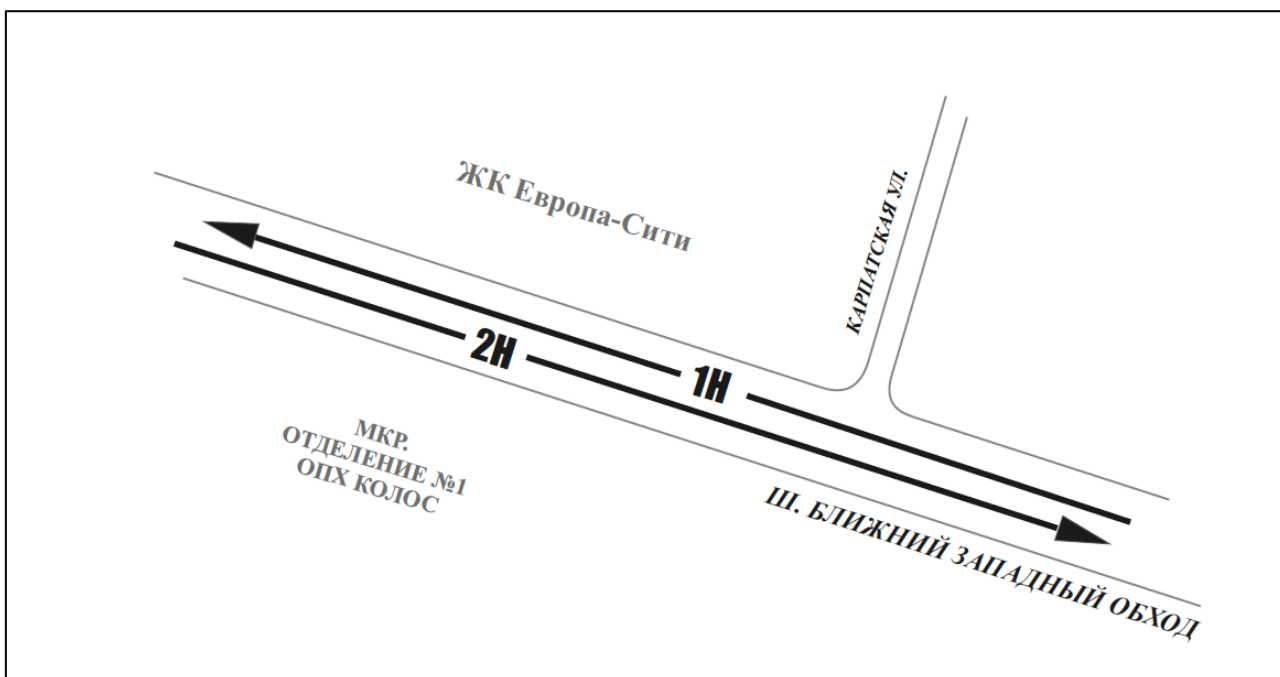 ЖК Европа-Сити
КАРПАТСКАЯ УЛ.
2Н
1Н
МКР.
ОТДЕЛЕНИЕ №1
ОПХ КОЛОС
Ш. БЛИЖНИЙ ЗАПАДНЫЙ ОБХОД